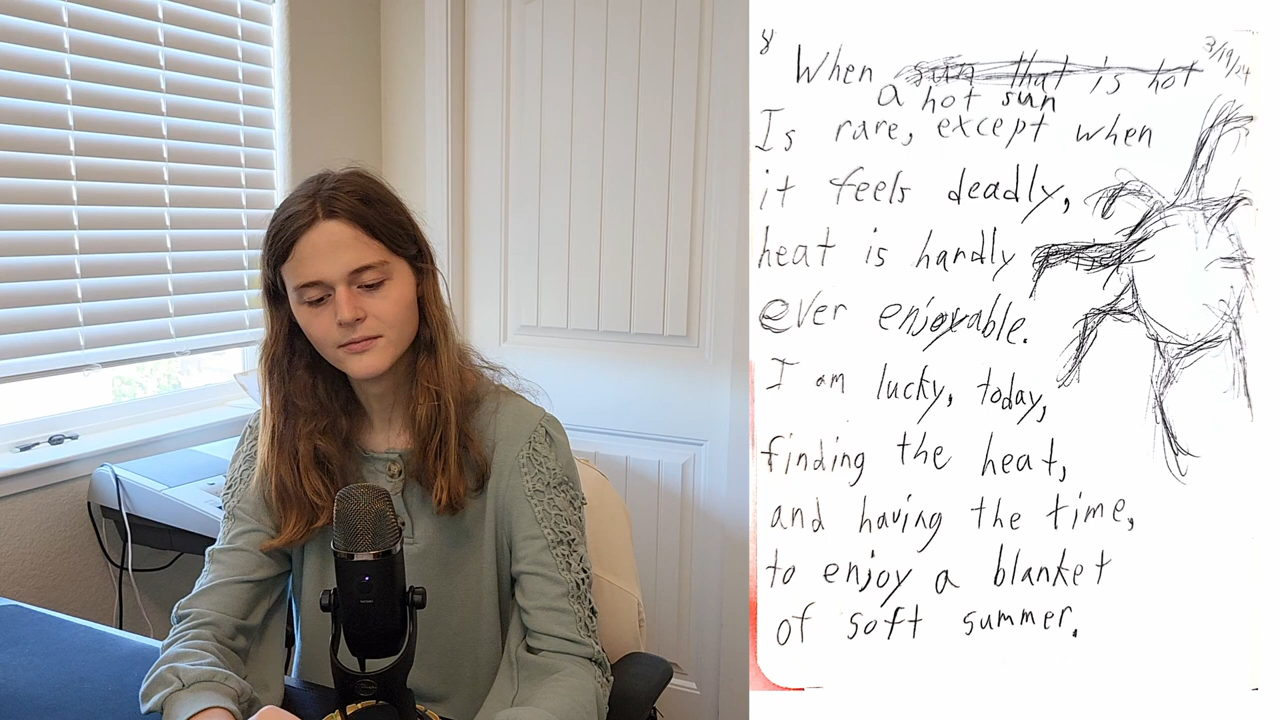 8
3/19/24
When sun that is hot
a hot sun
Is rare, except when
it feels deadly,
heat is hardly
ever enjoyable.
I am lucky, today,
finding the heat,
and having the time,
to enjoy a blanket
of soft summer.